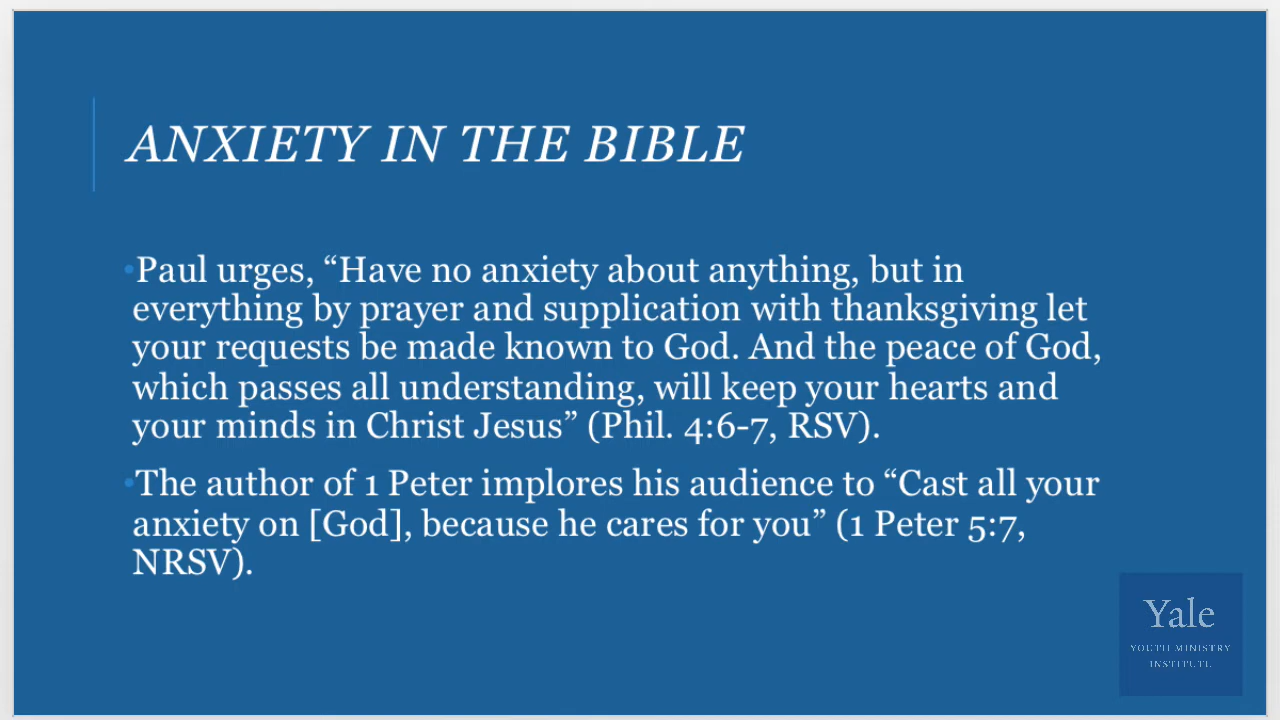 ANXIETY IN THE BIBLE
•Paul urges, “Have no anxiety about anything, but in
everything by prayer and supplication with thanksgiving let
your requests be made known to God. And the peace of God,
which passes all understanding, will keep your hearts and
your minds in Christ Jesus” (Phil. 4:6-7, RSV).
•The author of 1 Peter implores his audience to “Cast all your
anxiety on [God], because he cares for you” (1 Peter 5:7,
NRSV).
Yale
YOUTH MINISTRY
INSTITUTE